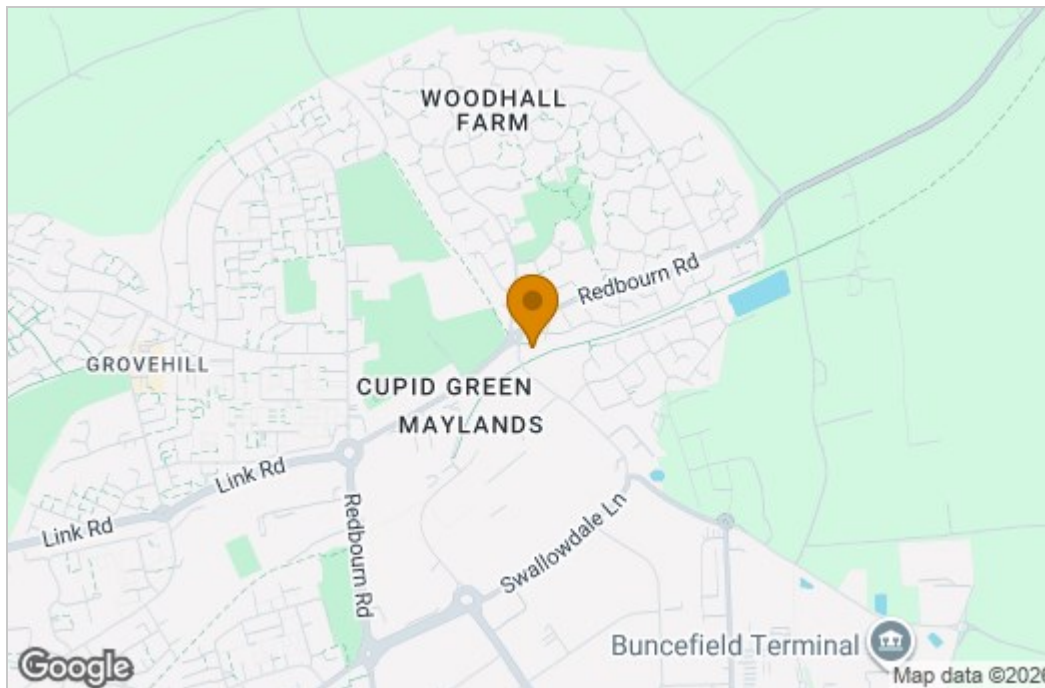 WOODHALL
FARM
Redbourn Rd
GROVEHILL
CUPID GREEN
MAYLANDS
Link Rd
Link Rd
Redbourn Rd
Swallowdale Ln
Buncefield Terminal
Google
Map data ©2026